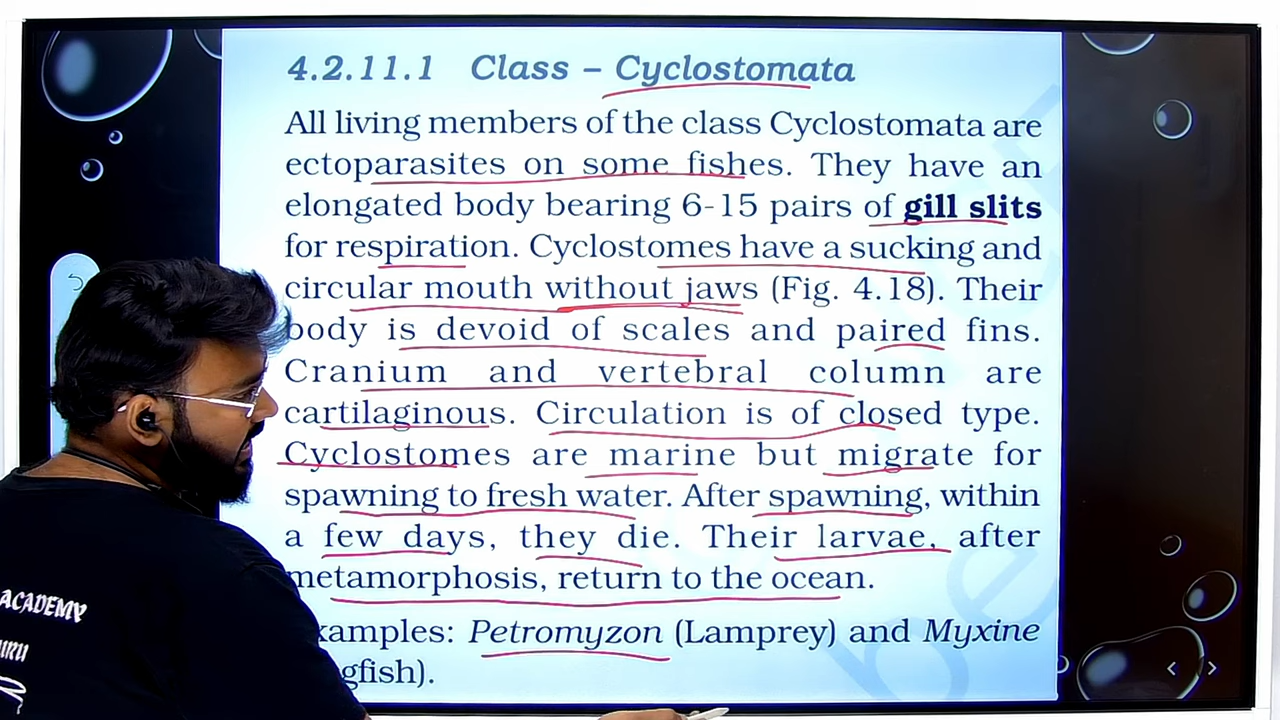 4.2.11.1 Class – Cyclostomata
All living members of the class Cyclostomata are
ectoparasites on some fishes. They have an
elongated body bearing 6-15 pairs of gill slits
for respiration. Cyclostomes have a sucking and
circular mouth without jaws (Fig. 4.18). Their
body is devoid of scales and paired fins.
Cranium and vertebral column are
cartilaginous. Circulation is of closed type.
Cyclostomes are marine but migrate for
spawning to fresh water. After spawning, within
a few days, they die. Their larvae, after
metamorphosis, return to the ocean.
xamples: Petromyzon (Lamprey) and Myxine
gfish).
ACADEMY
be